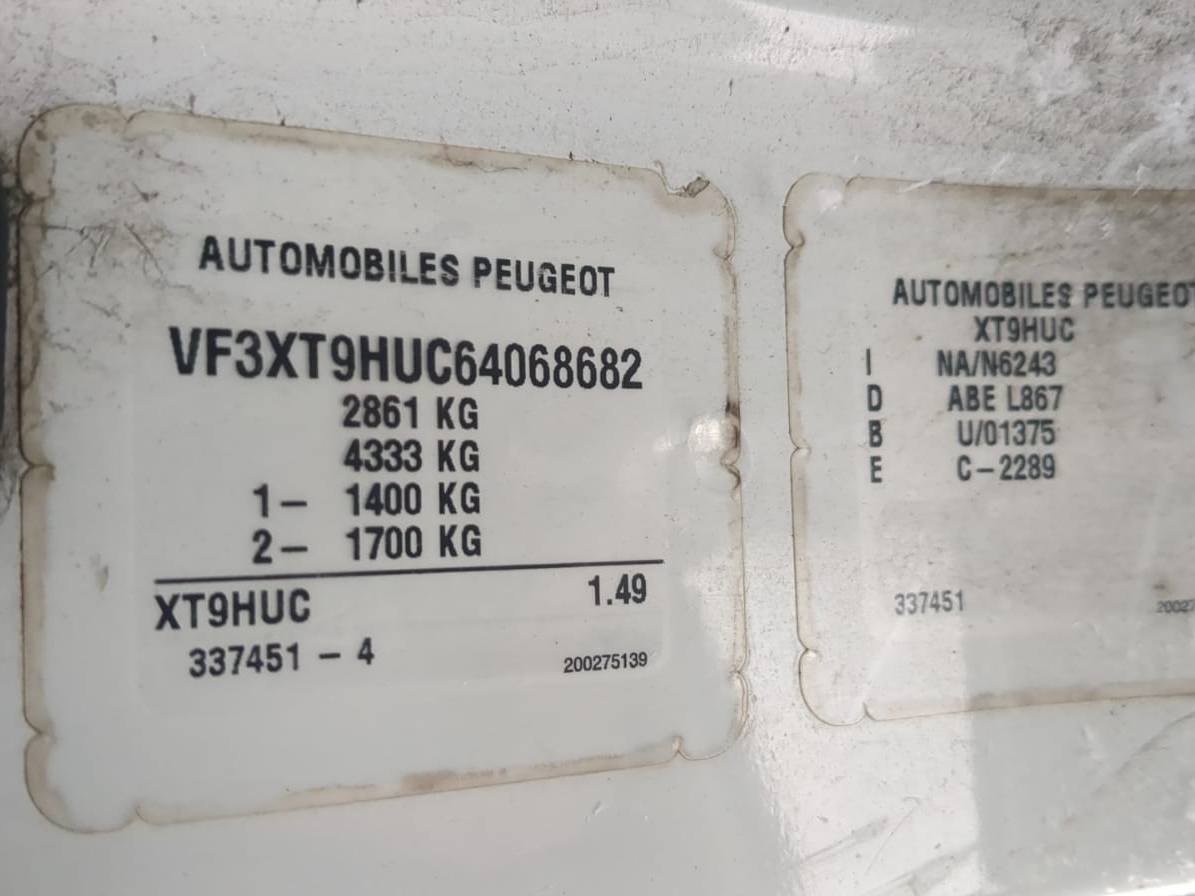 AUTOMOBILES PEUGEOT
VF3XT9HUC64068682
2861 KG
4333 KG
1- 1400 KG
2- 1700 KG
XT9HUC 1.49
337451 - 4 200275139
AUTOMOBILES PEUGEOT
XT9HUC
I NA/N6243
D ABE L867
B U/01375
E C-2289
337451